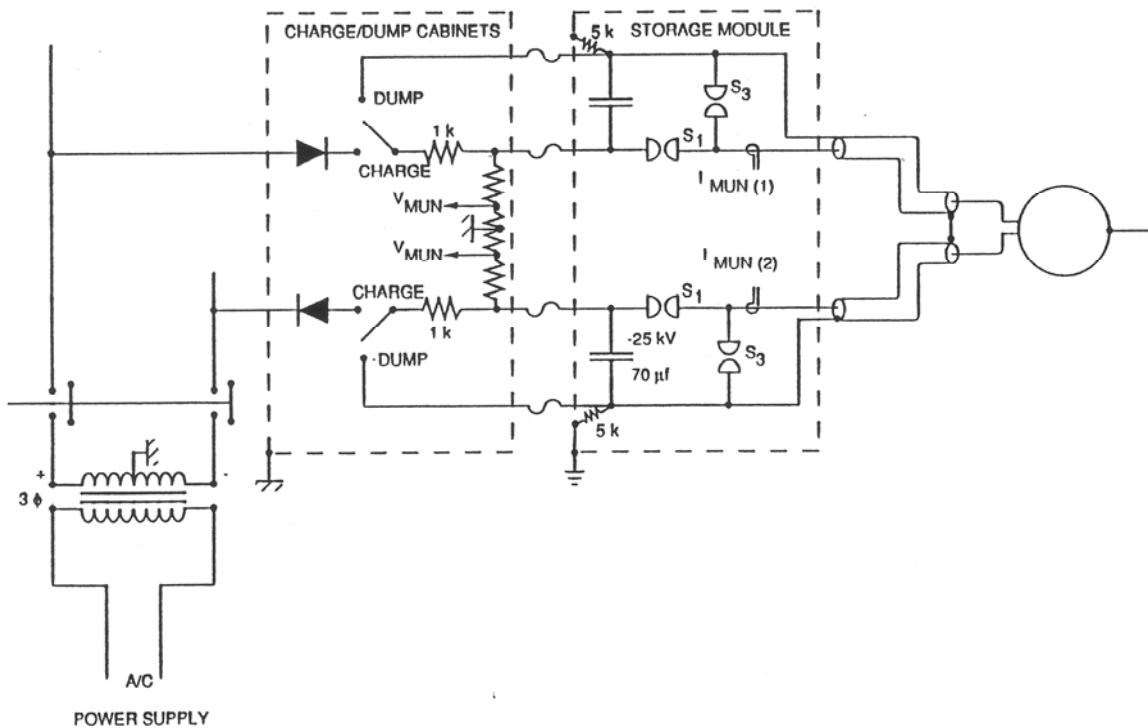 CHARGE/DUMP CABINETS
5 k
STORAGE MODULE
DUMP
S3
1 k
S1
CHARGE
VMUN
I MUN (1)
VMUN
I MUN (2)
CHARGE
S1
1 k
-25 kV
DUMP
S3
70 μf
5 k
+
-
3 ϕ
A/C
POWER SUPPLY